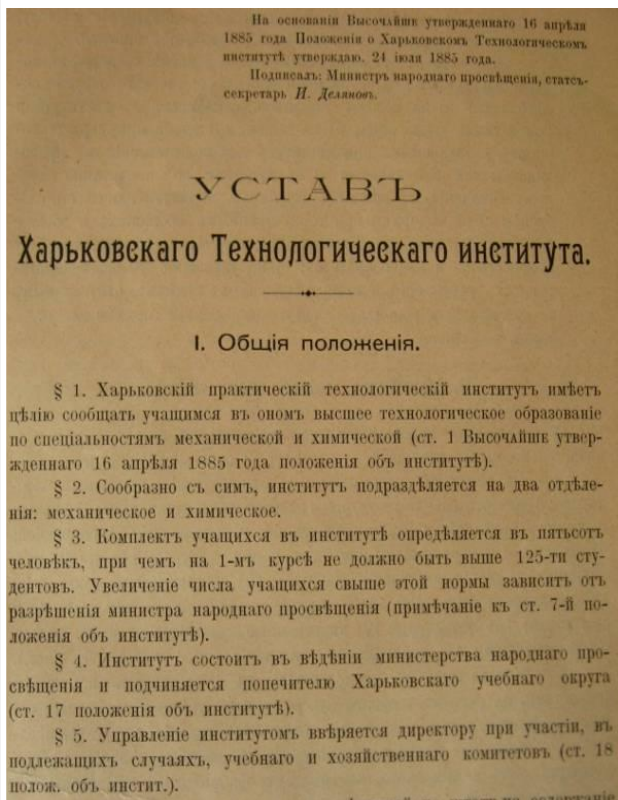 На основаніи Высочайше утвержденнаго 16 апрѣля
1885 года Положенія о Харьковскомъ Технологическомъ
институтѣ утверждаю. 24 іюля 1885 года.
Подписалъ: Министръ народнаго просвѣщенія, статсъ-
секретарь И. Деляновъ.
УСТАВЪ
Харьковскаго Технологическаго института.
I. Общія положенія.
§ 1. Харьковскій практическій технологическій институтъ имѣетъ
цѣлію сообщать учащимся въ ономъ высшее технологическое образованіе
по спеціальностямъ механической и химической (ст. 1 Высочайше утвер-
жденнаго 16 апрѣля 1885 года положенія объ институтѣ).
§ 2. Сообразно съ симъ, институтъ подраздѣляется на два отдѣле-
нія: механическое и химическое.
§ 3. Комплектъ учащихся въ институтѣ опредѣляется въ пятьсотъ
человѣкъ, при чемъ на 1-мъ курсѣ не должно быть выше 125-ти сту-
дентовъ. Увеличеніе числа учащихся свыше этой нормы зависитъ отъ
разрѣшенія министра народнаго просвѣщенія (примѣчаніе къ ст. 7-й по-
ложенія объ институтѣ).
§ 4. Институтъ состоитъ въ вѣдѣніи министерства народнаго про-
свѣщенія и подчиняется попечителю Харьковскаго учебнаго округа
(ст. 17 положенія объ институтѣ).
§ 5. Управленіе институтомъ ввѣряется директору при участіи, въ
подлежащихъ случаяхъ, учебнаго и хозяйственнаго комитетовъ (ст. 18
полож. объ инстит.).